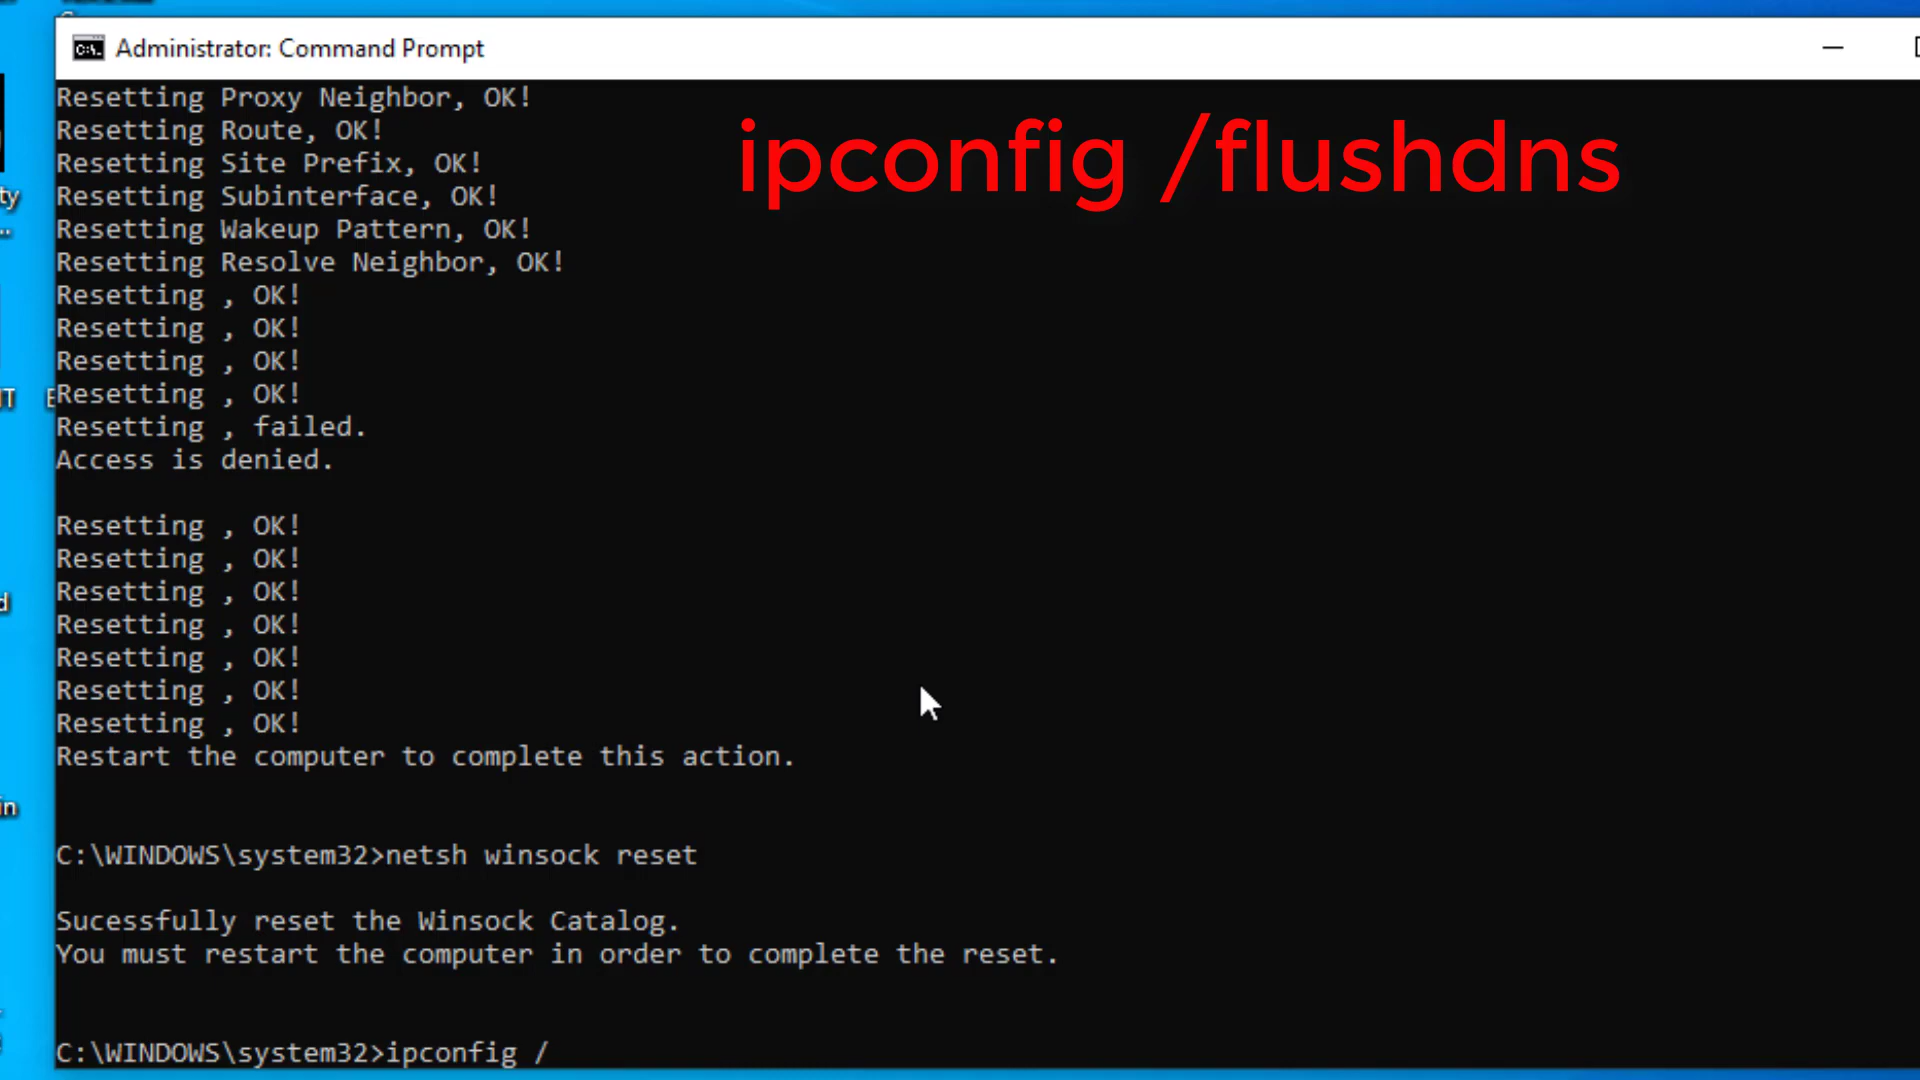 Administrator: Command Prompt
ipconfig /flushdns
Resetting Proxy Neighbor, OK!
Resetting Route, OK!
Resetting Site Prefix, OK!
Resetting Subinterface, OK!
Resetting Wakeup Pattern, OK!
Resetting Resolve Neighbor, OK!
Resetting , OK!
Resetting , OK!
Resetting , OK!
Resetting , OK!
Resetting , failed.
Access is denied.
Resetting , OK!
Resetting , OK!
Resetting , OK!
Resetting , OK!
Resetting , OK!
Resetting , OK!
Resetting , OK!
Restart the computer to complete this action.
C:\WINDOWS\system32>netsh winsock reset
Sucessfully reset the Winsock Catalog.
You must restart the computer in order to complete the reset.
C:\WINDOWS\system32>ipconfig /